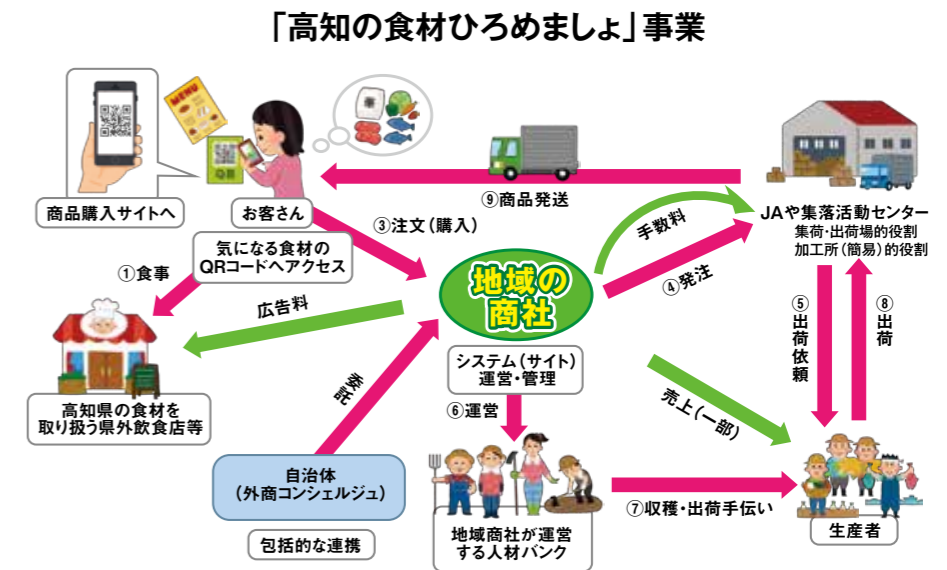 「高知の食材ひろめましょ」事業
MENU
商品購入サイトへ
お客さん
気になる食材の
QRコードへアクセス
①食事
③注文(購入)
⑨商品発送
手数料
④発注
JAや集落活動センター
集荷・出荷場的役割
加工所(簡易)的役割
地域の
商社
広告料
システム(サイト)
運営・管理
⑤出荷依頼
⑧出荷
高知県の食材を
取り扱う県外飲食店等
委託
⑥運営
売上(一部)
自治体
(外商コンシェルジュ)
包括的な連携
地域商社が運営
する人材バンク
⑦収穫・出荷手伝い
生産者